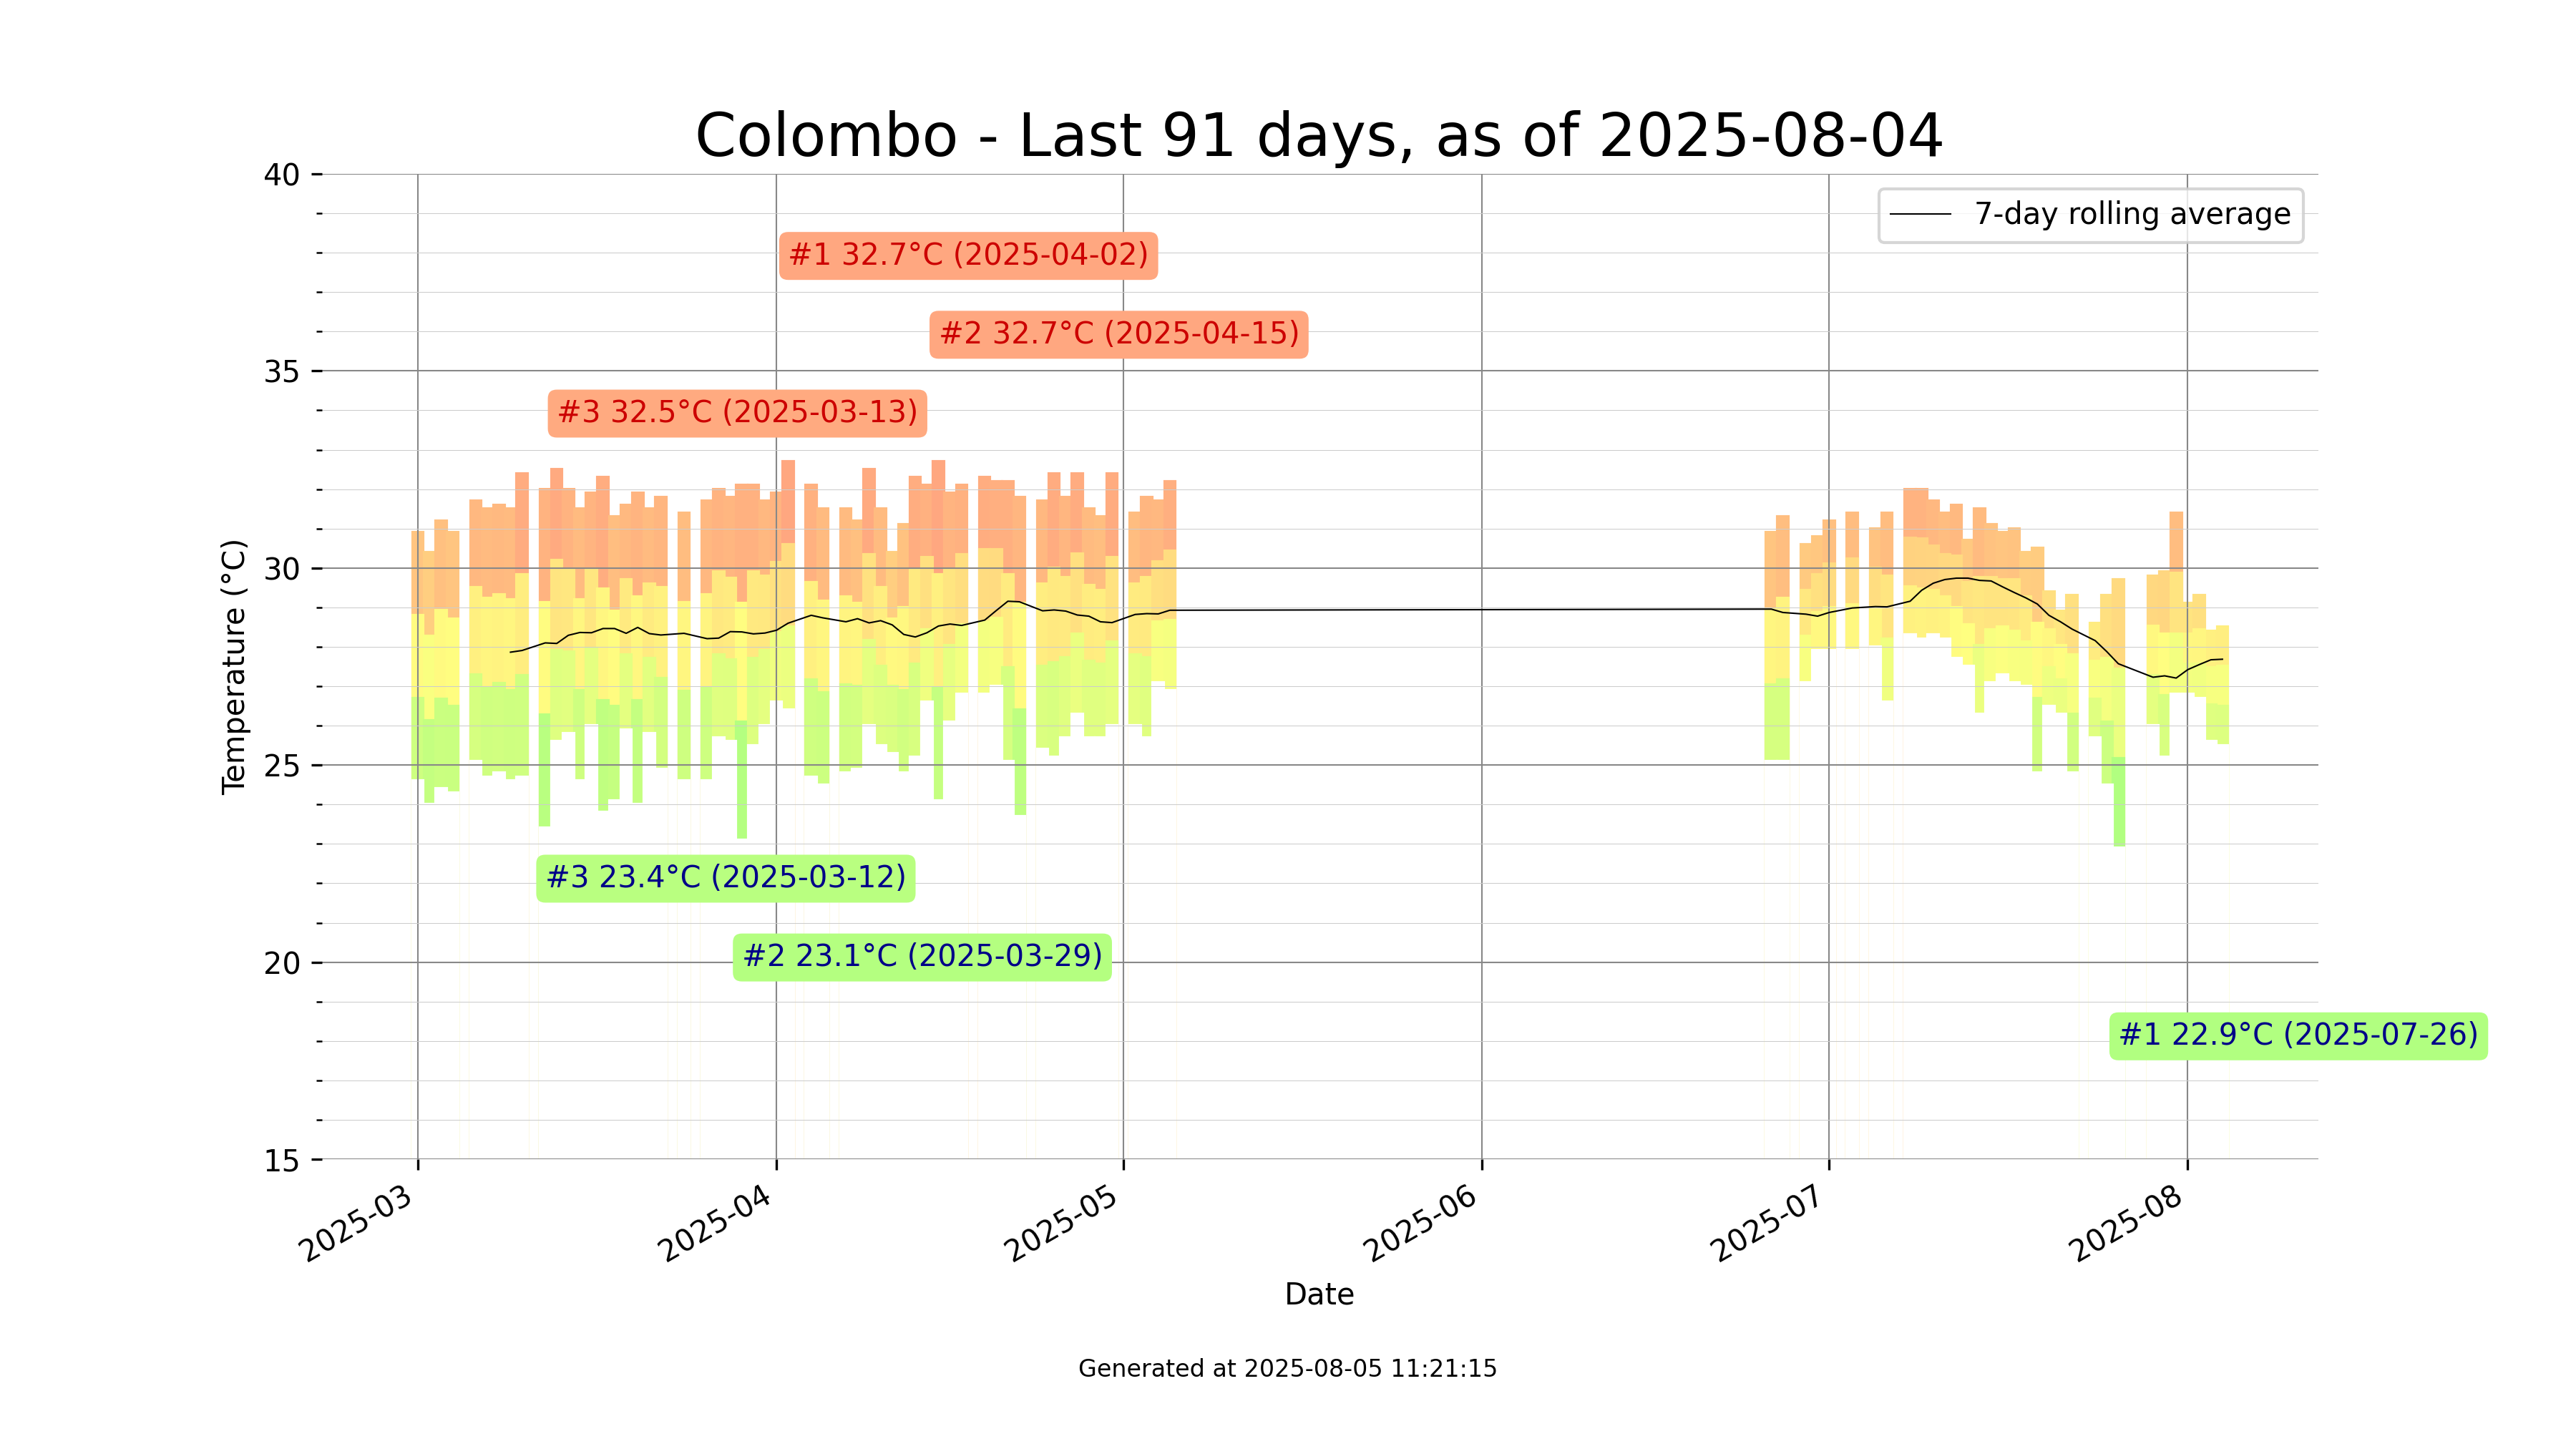 Colombo - Last 91 days, as of 2025-08-04
7-day rolling average
#1 32.7°C (2025-04-02)
#2 32.7°C (2025-04-15)
#3 32.5°C (2025-03-13)
#3 23.4°C (2025-03-12)
#2 23.1°C (2025-03-29)
#1 22.9°C (2025-07-26)
Temperature (°C)
40
35
30
25
20
15
2025-03
2025-04
2025-05
2025-06
2025-07
2025-08
Date
Generated at 2025-08-05 11:21:15